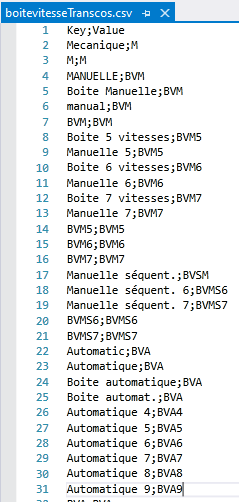 boitevitesseTranscos.csv
1 Key;Value
2 Mecanique;M
3 M;M
4 MANUELLE;BVM
5 Boite Manuelle;BVM
6 manual;BVM
7 BVM;BVM
8 Boite 5 vitesses;BVM5
9 Manuelle 5;BVM5
10 Boite 6 vitesses;BVM6
11 Manuelle 6;BVM6
12 Boite 7 vitesses;BVM7
13 Manuelle 7;BVM7
14 BVM5;BVM5
15 BVM6;BVM6
16 BVM7;BVM7
17 Manuelle séquent.;BVSM
18 Manuelle séquent. 6;BVMS6
19 Manuelle séquent. 7;BVMS7
20 BVMS6;BVMS6
21 BVMS7;BVMS7
22 Automatic;BVA
23 Automatique;BVA
24 Boite automatique;BVA
25 Boite automat.;BVA
26 Automatique 4;BVA4
27 Automatique 5;BVA5
28 Automatique 6;BVA6
29 Automatique 7;BVA7
30 Automatique 8;BVA8
31 Automatique 9;BVA9